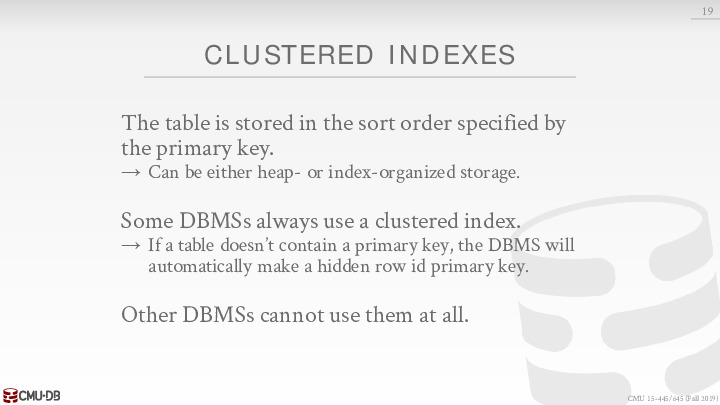 19
CLUSTERED INDEXES
The table is stored in the sort order specified by
the primary key.
→ Can be either heap- or index-organized storage.
Some DBMSs always use a clustered index.
→ If a table doesn't contain a primary key, the DBMS will
automatically make a hidden row id primary key.
Other DBMSs cannot use them at all.
CMU·DB
CMU 15-445/645 (Fall 2019)